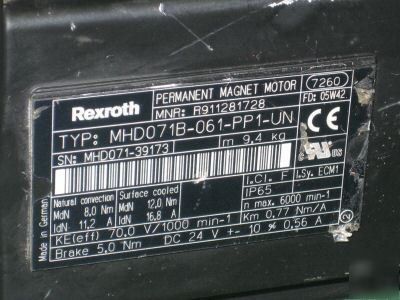 Rexroth
PERMANENT MAGNET MOTOR
7260
MNR: R911281728
FD: 05W42
TYP: MHD071B-061-PP1-UN
SN: MHD071-39173
m 9,4 kg
CE
Made in Germany
Natural convection
MdN 8,0 Nm
IdN 11,2 A
Surface cooled
MdN 12,0 Nm
IdN 16,8 A
I.Cl. F
I.Sy. ECM1
IP65
n max. 6000 min-1
Km 0,77 Nm/A
KE(eff) 70,0 V/1000 min-1
Brake 5,0 Nm DC 24 V +- 10 % 0,56 A